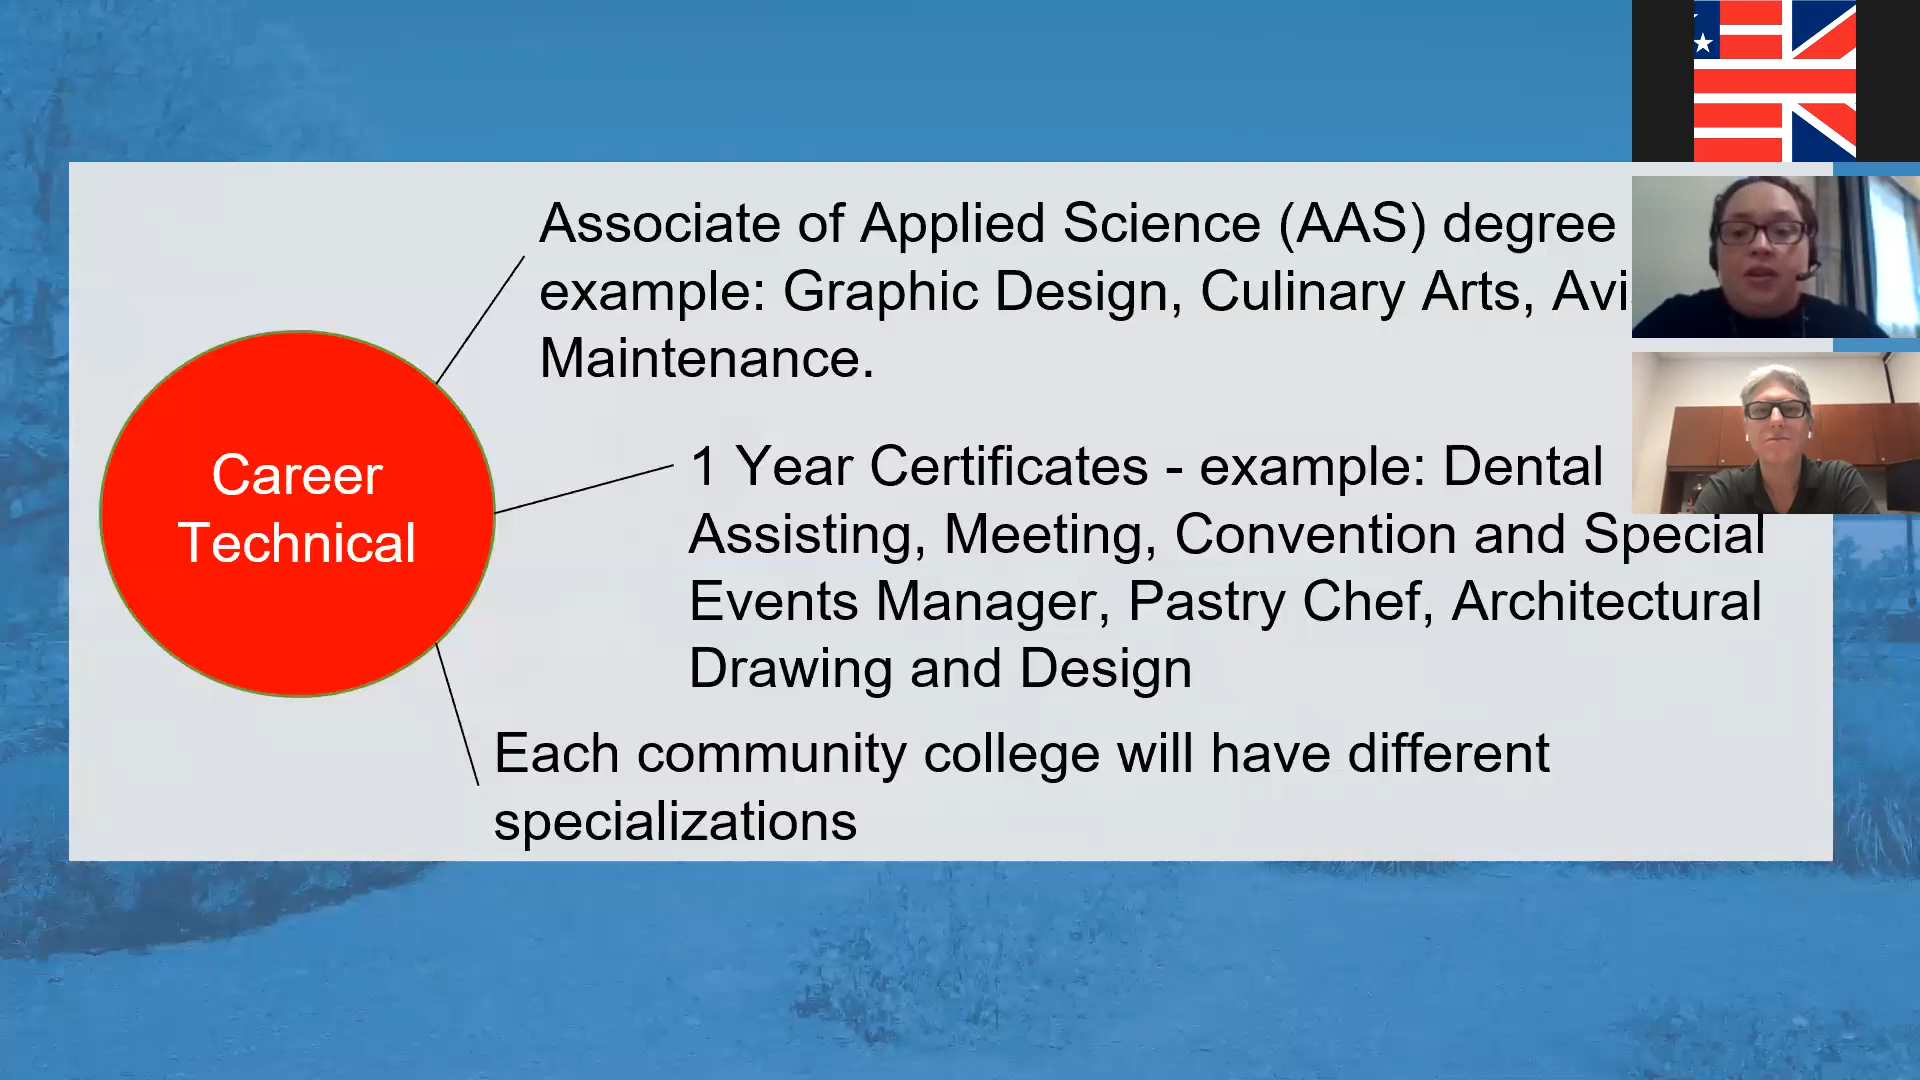 Associate of Applied Science (AAS) degree
example: Graphic Design, Culinary Arts,
Maintenance.
Career
Technical
1 Year Certificates - example: Dental
Assisting, Meeting, Convention and Special
Events Manager, Pastry Chef, Architectural
Drawing and Design
Each community college will have different
specializations